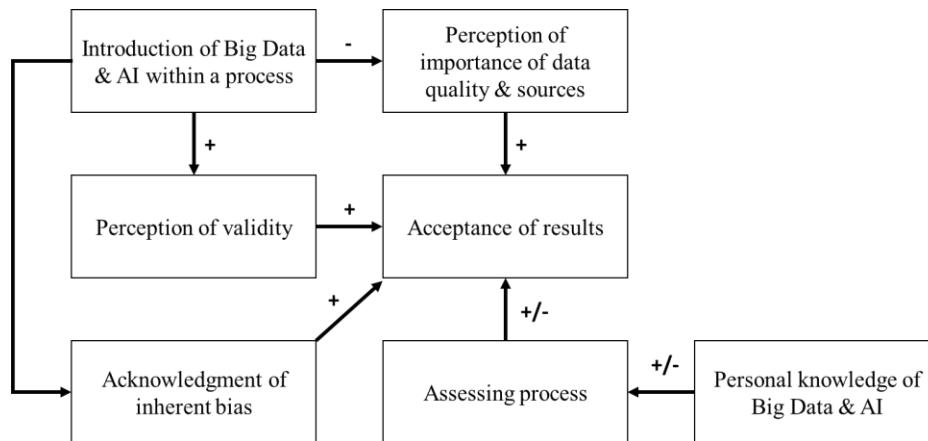 Introduction of Big Data
& AI within a process
-
Perception of
importance of data
quality & sources
+
+
Perception of validity
+
Acceptance of results
+
+/-
Acknowledgment of
inherent bias
Assessing process
+/-
Personal knowledge of
Big Data & AI